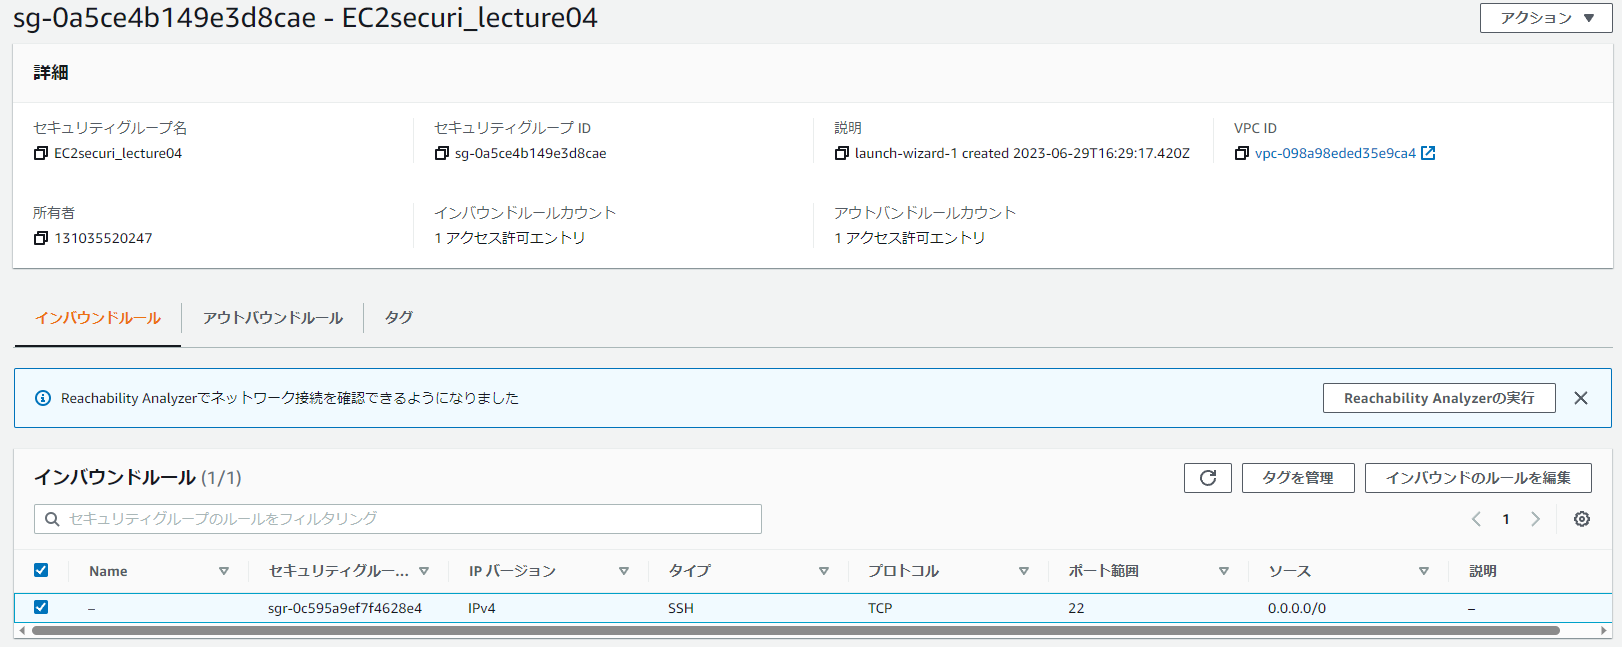 sg-0a5ce4b149e3d8cae - EC2securi_lecture04
アクション
詳細
セキュリティグループ名
EC2securi_lecture04
セキュリティグループ ID
sg-0a5ce4b149e3d8cae
説明
launch-wizard-1 created 2023-06-29T16:29:17.420Z
VPC ID
vpc-098a98eded35e9ca4
所有者
131035520247
インバウンドルールカウント
1 アクセス許可エントリ
アウトバンドルールカウント
1 アクセス許可エントリ
インバウンドルール
アウトバウンドルール
タグ
Reachability Analyzerでネットワーク接続を確認できるようになりました
Reachability Analyzerの実行
インバウンドルール (1/1)
タグを管理
インバウンドのルールを編集
セキュリティグループのルールをフィルタリング
1
Name セキュリティグルー... IP バージョン タイプ プロトコル ポート範囲 ソース 説明
– sgr-0c595a9ef7f4628e4 IPv4 SSH TCP 22 0.0.0.0/0 –